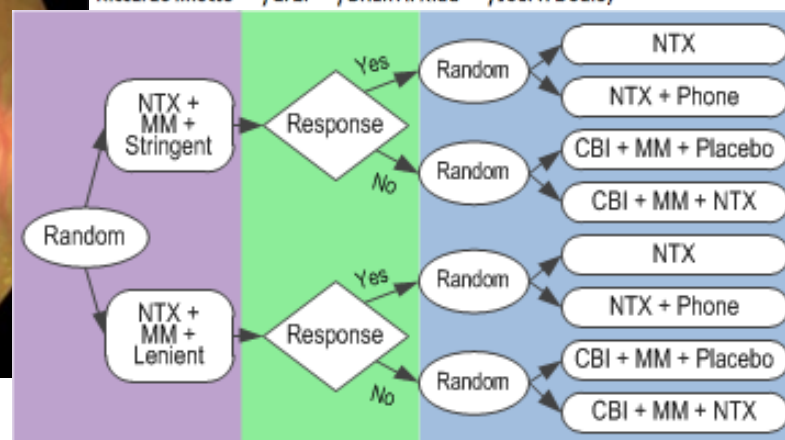 NTX
Random
Yes
NTX + Phone
NTX +
MM +
Stringent
Response
CBI + MM + Placebo
No
Random
CBI + MM + NTX
Random
NTX
Random
Yes
NTX + Phone
NTX +
MM +
Lenient
Response
CBI + MM + Placebo
No
Random
CBI + MM + NTX